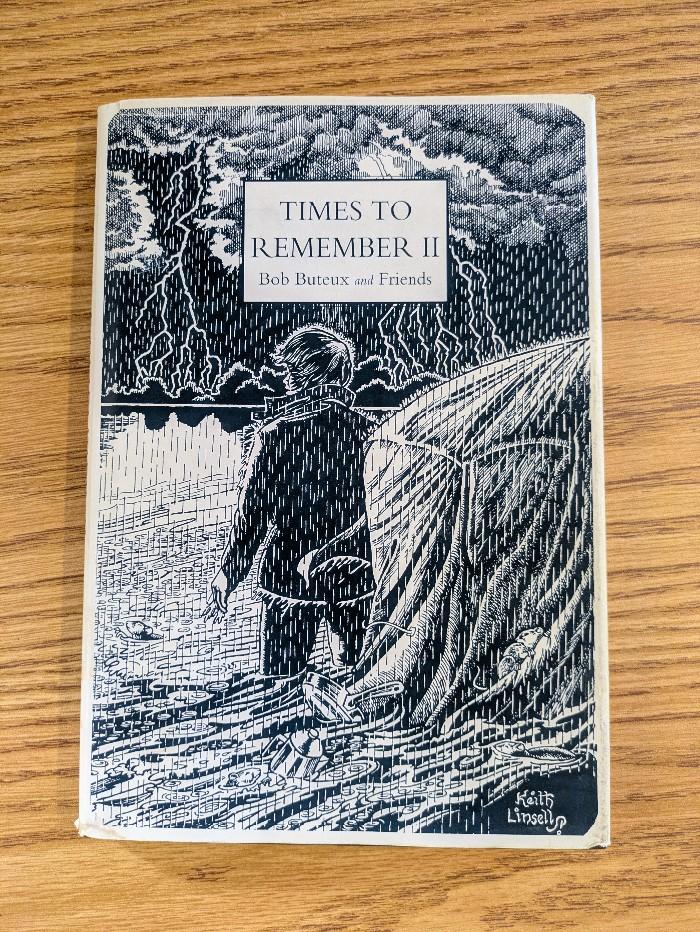 TIMES TO
REMEMBER II
Bob Buteux and Friends
Keith
Linsell